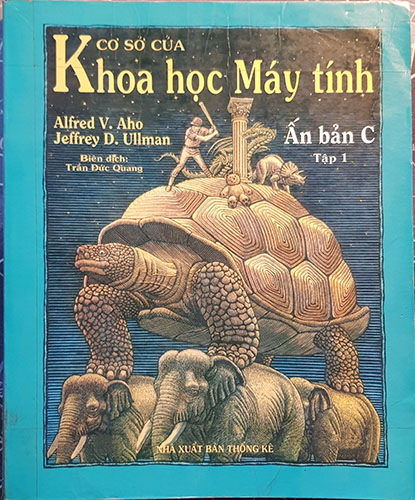 CƠ SỞ CỦA
Khoa học Máy tính
Alfred V. Aho
Jeffrey D. Ullman
Biên dịch:
Trần Đức Quang
Ấn bản C
Tập 1
NHÀ XUẤT BẢN THỐNG KÊ